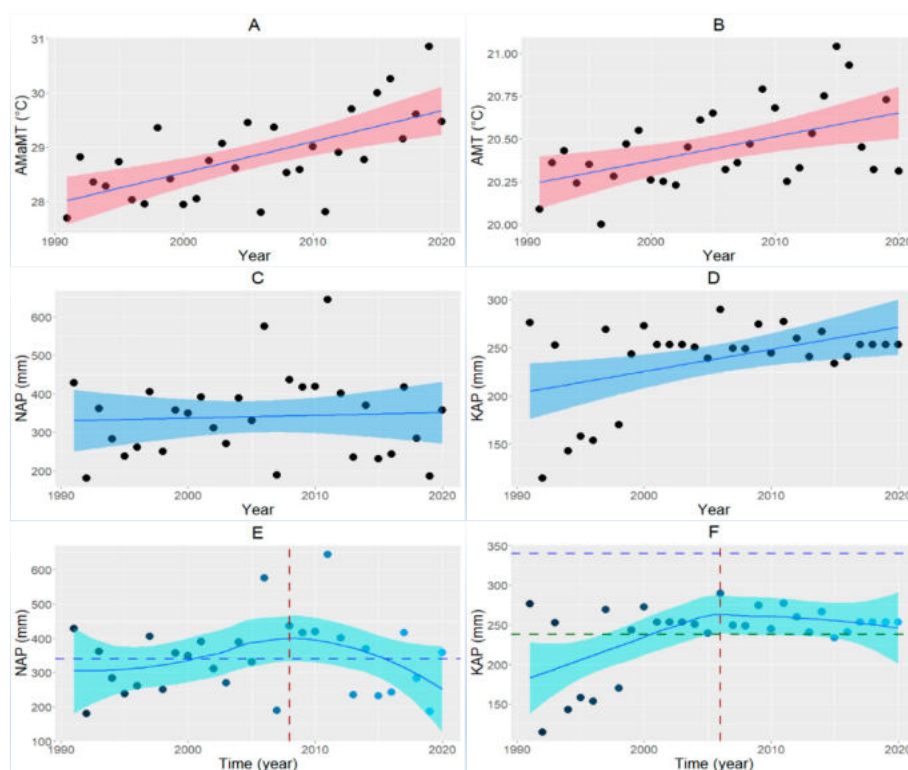 A
B
AMaMT (°C)
31
30
29
28
1990
2000
2010
2020
Year
AMT (°C)
21.00
20.75
20.50
20.25
20.00
1990
2000
2010
2020
Year
C
D
NAP (mm)
600
500
400
300
200
1990
2000
2010
2020
Year
KAP (mm)
300
250
200
150
1990
2000
2010
2020
Year
E
F
NAP (mm)
600
500
400
300
200
100
1990
2000
2010
2020
Time (year)
KAP (mm)
350
300
250
200
150
1990
2000
2010
2020
Time (year)